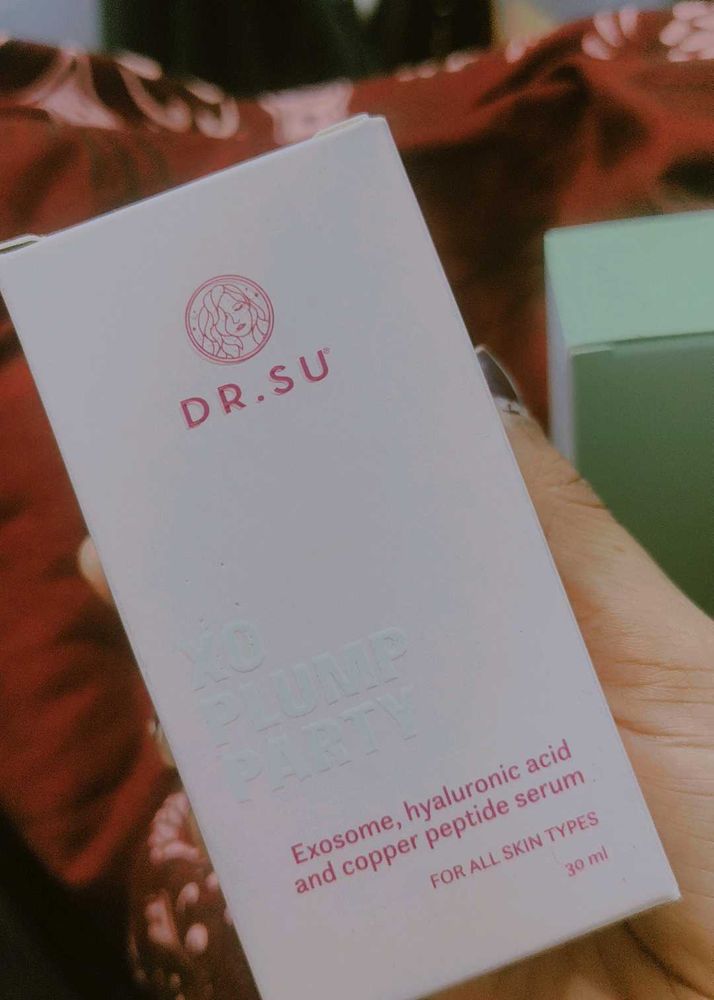 DR.SU®
XO
PLUMP
PARTY
Exosome, hyaluronic acid
and copper peptide serum
FOR ALL SKIN TYPES
30 ml